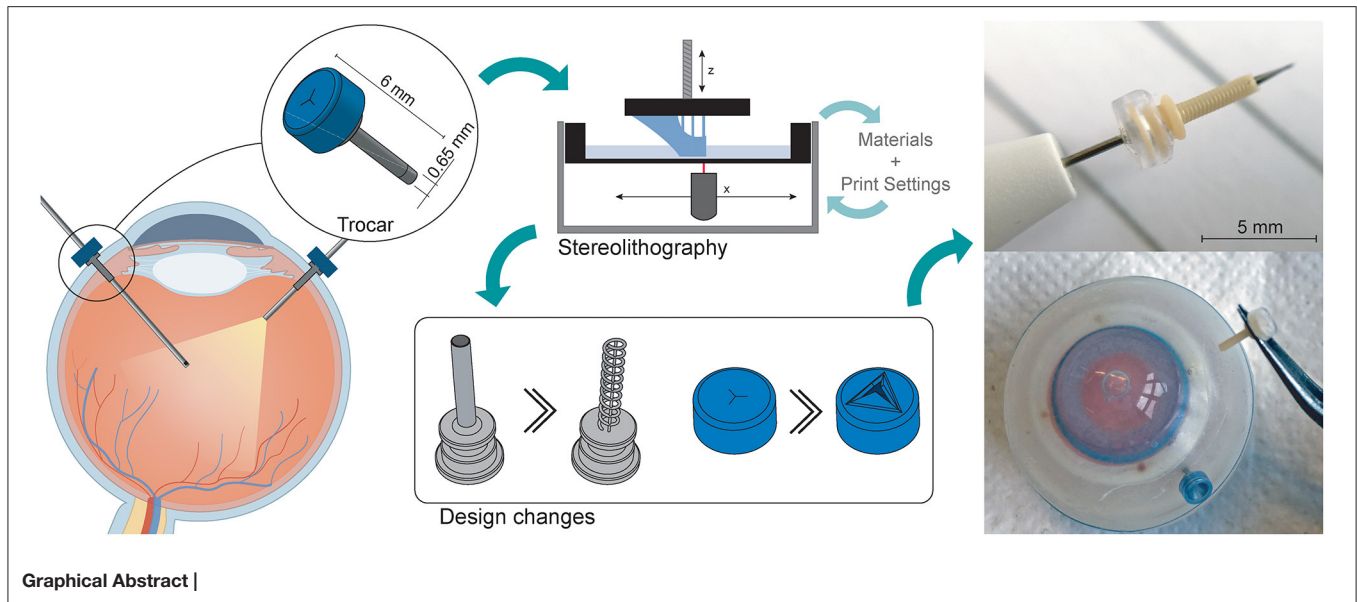 6 mm
0.65 mm
Trocar
z
x
Stereolithography
Materials
+
Print Settings
Design changes
5 mm
Graphical Abstract |